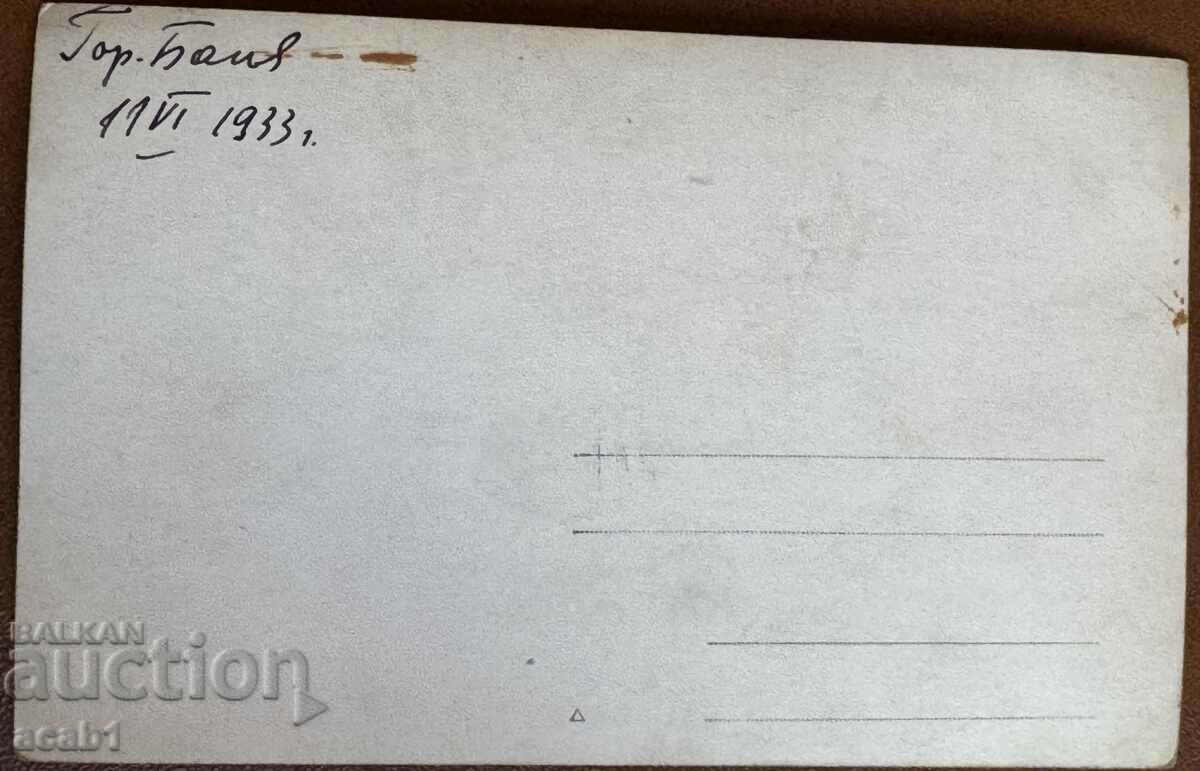 Гор. Баня
11 VI 1933 г.
BALKAN
auction
acab1